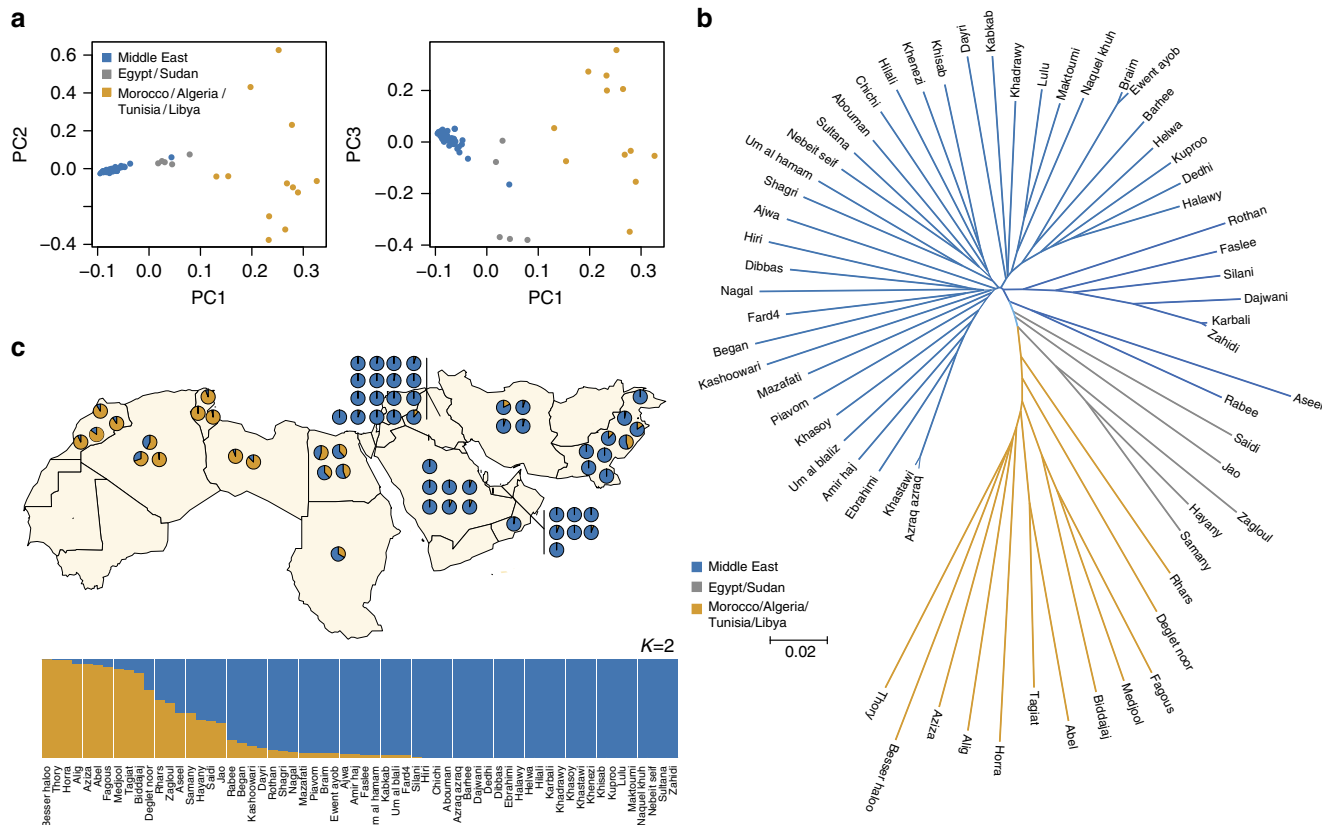 a
PC2
0.6
0.4
0.2
0.0
−0.4
Middle East
Egypt/Sudan
Morocco/Algeria/
Tunisia/Libya
−0.1
0.0
0.1
0.2
0.3
PC1
PC3
0.2
0.0
−0.2
−0.4
−0.1
0.0
0.1
0.2
0.3
PC1
b
Kabkab
Dayri
Khisab
Khenezi
Hilali
Chichi
Abouman
Sultana
Nebeit seif
Um al hamam
Shagri
Ajwa
Hiri
Dibbas
Nagal
Fard4
Began
Kashoowari
Mazafati
Piavom
Khasoy
Um al blaliz
Amir haj
Ebrahimi
Khastawi
Azraq azraq
Khadrawy
Lulu
Maktoumi
Naquel khuh
Braim
Ewent ayob
Barhee
Helwa
Kuproo
Dedhi
Halawy
Rothan
Faslee
Silani
Dajwani
Karbali
Zahidi
Aseel
Rabee
Saidi
Jao
Zagloul
Hayany
Samany
Rhars
Deglet noor
Fagous
Medjool
Biddajaj
Abel
Tagiat
Horra
Alig
Aziza
Besser haloo
Thory
Middle East
Egypt/Sudan
Morocco/Algeria/
Tunisia/Libya
0.02
c
K=2
Besser haloo
Thory
Horra
Alig
Aziza
Abel
Fagous
Medjool
Tagiat
Biddajaj
Deglet noor
Rhars
Zagloul
Aseel
Samany
Hayany
Saidi
Jao
Rabee
Began
Kashoowari
Dayri
Rothan
Shagri
Nagal
Mazafati
Piavom
Braim
Ewent ayob
Ajwa
Amir haj
Faslee
m al hamam
Kabkab
Um al blali
Fard4
Silani
Hiri
Chichi
Abouman
Azraq azraq
Barhee
Dajwani
Dedhi
Dibbas
Ebrahimi
Halawy
Helwa
Hilali
Karbali
Khadrawy
Khasoy
Khastawi
Khenezi
Khisab
Kuproo
Lulu
Maktoumi
Naquel khuh
Nebeit seif
Sultana
Zahidi